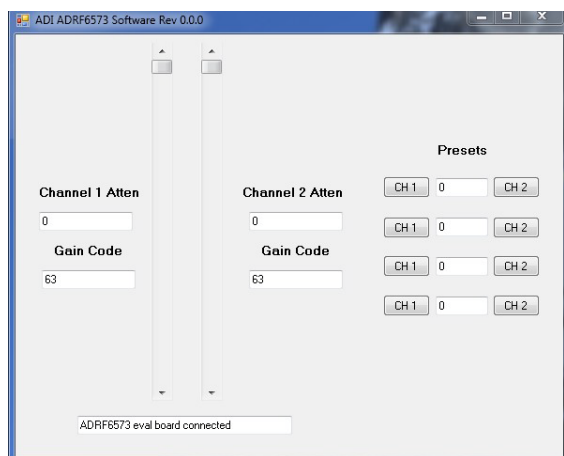 ADI ADRF6573 Software Rev 0.0.0
Presets
Channel 1 Atten
Channel 2 Atten
CH 1 0 CH 2
0
0
CH 1 0 CH 2
Gain Code
Gain Code
63
63
CH 1 0 CH 2
CH 1 0 CH 2
ADRF6573 eval board connected